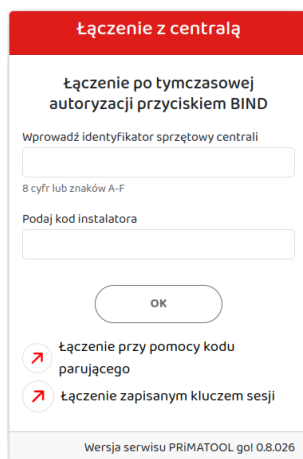 Łączenie z centralą
Łączenie po tymczasowej
autoryzacji przyciskiem BIND
Wprowadź identyfikator sprzętowy centrali
8 cyfr lub znaków A-F
Podaj kod instalatora
OK
Łączenie przy pomocy kodu
parującego
Łączenie zapisanym kluczem sesji
Wersja serwisu PRiMATOOL go! 0.8.026